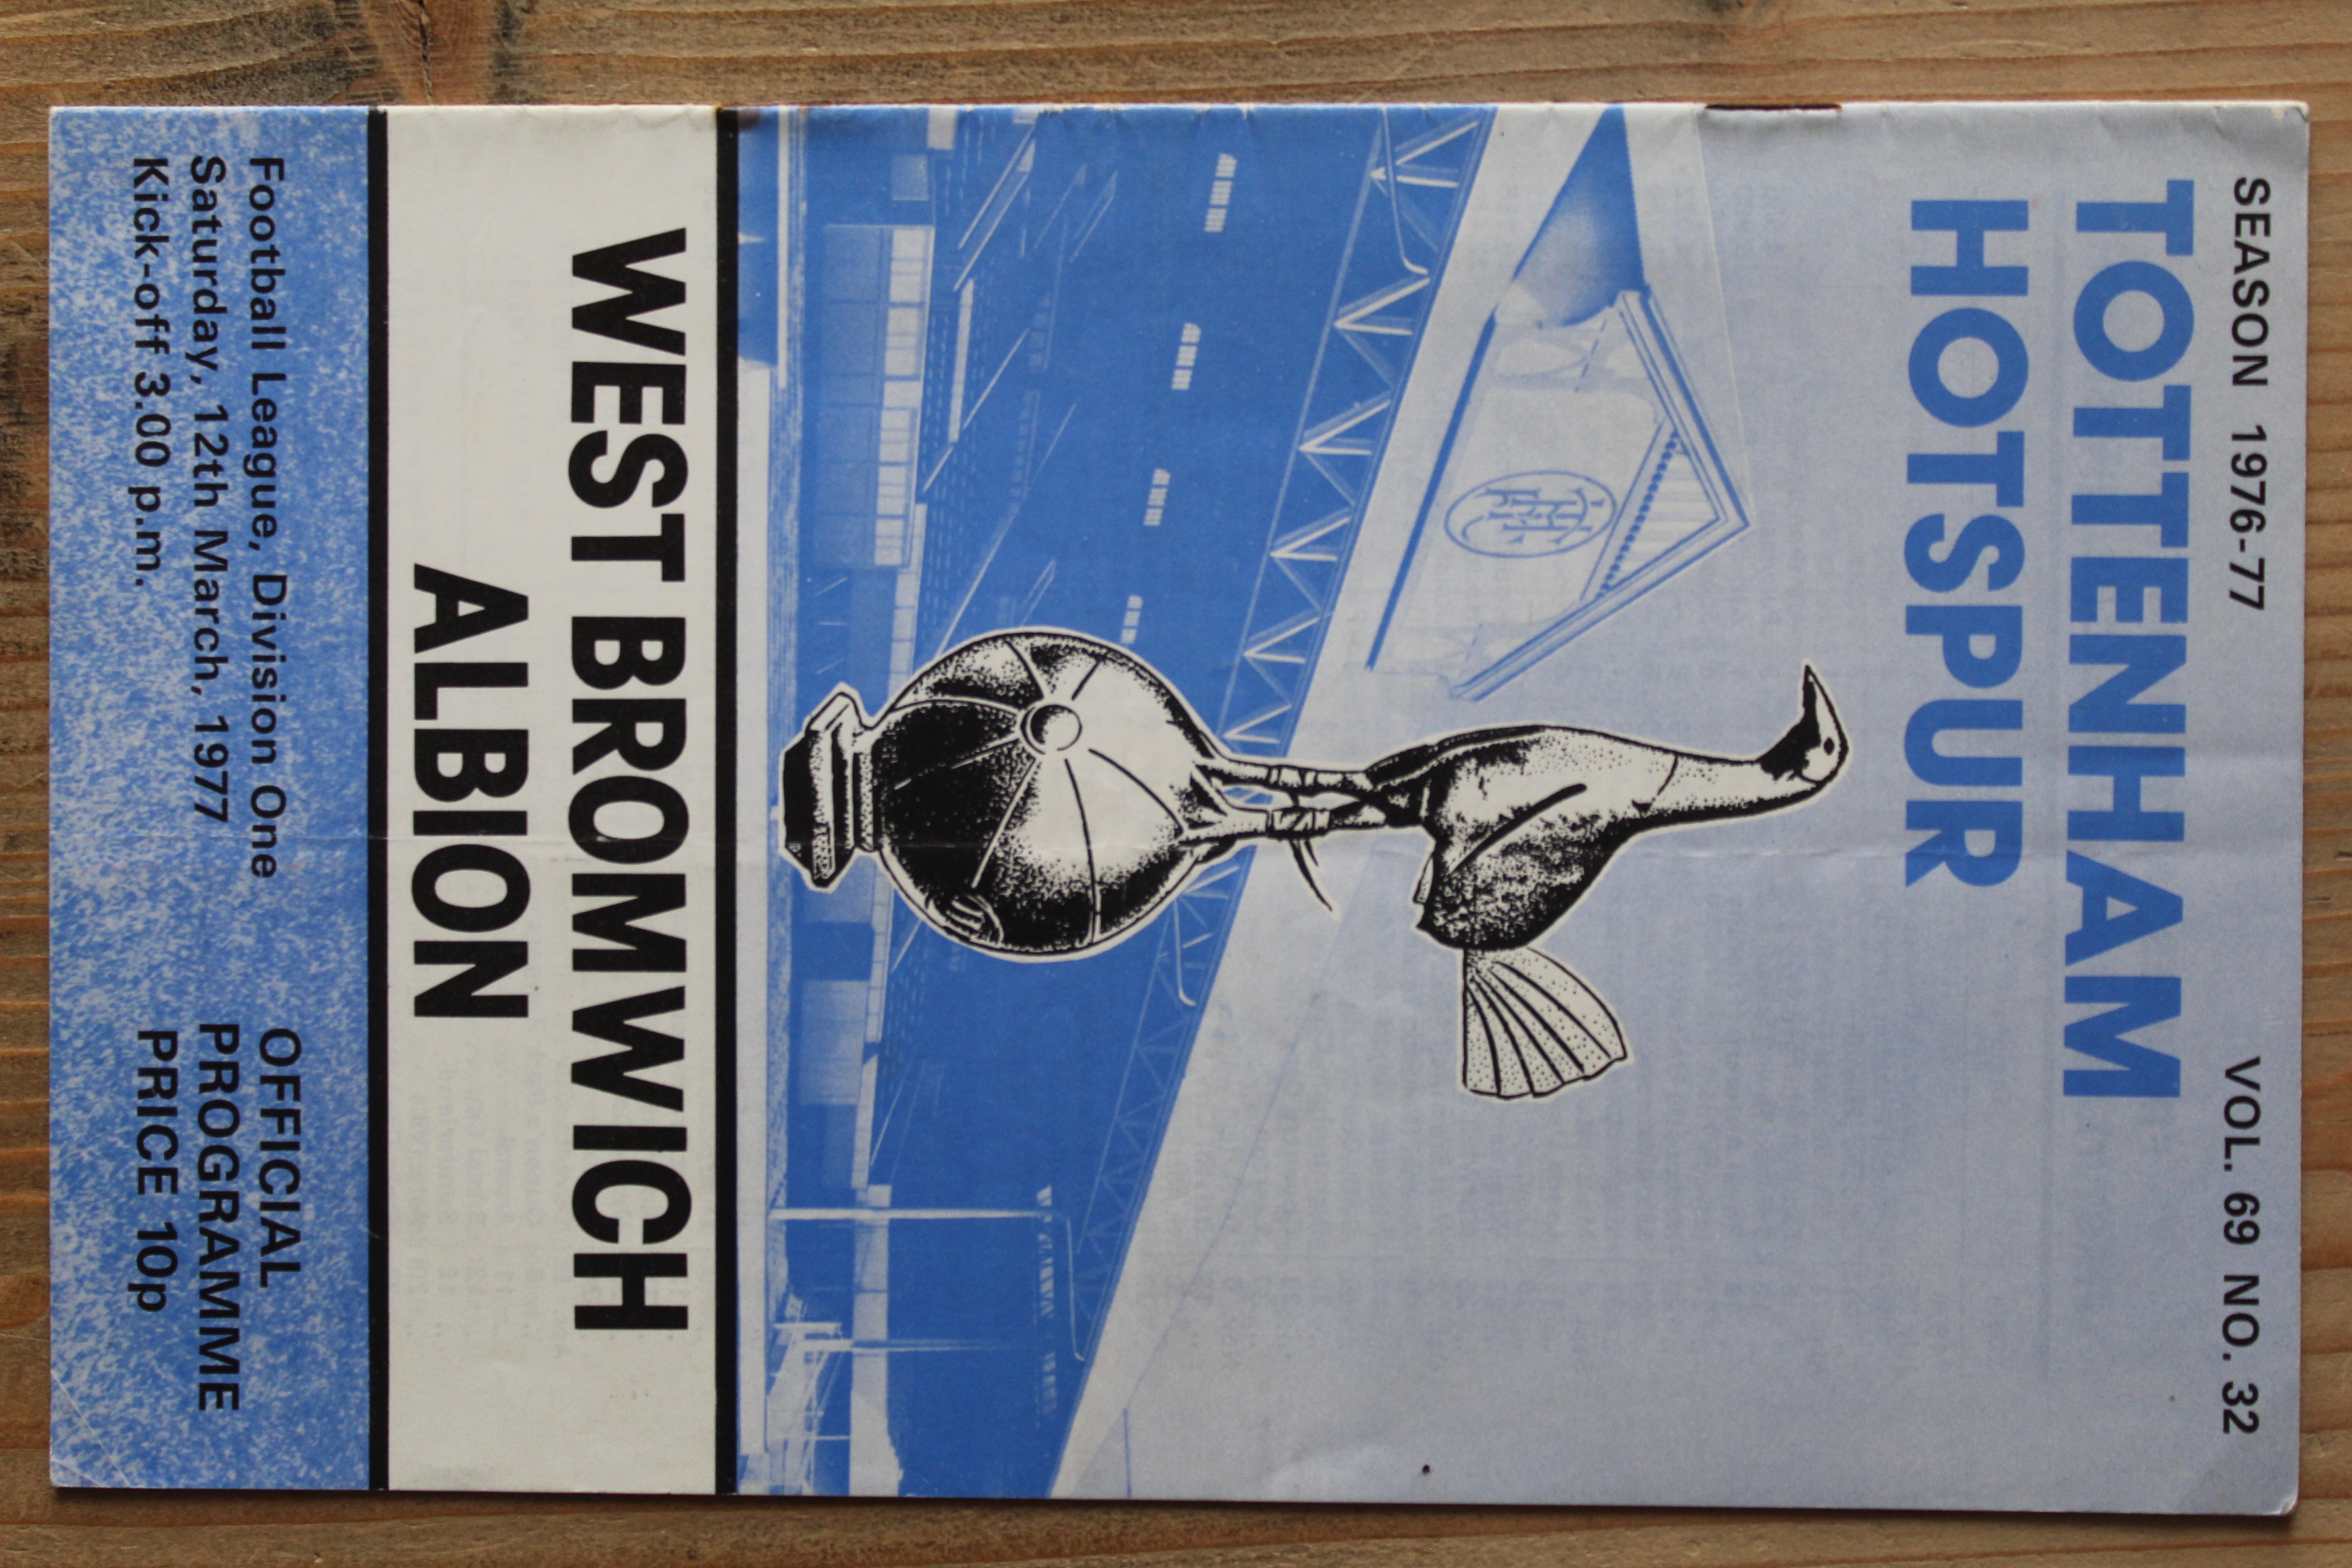 SEASON 1976-77 VOL. 69 NO. 32
TOTTENHAM
HOTSPUR
WEST BROMWICH
ALBION
Football League, Division One
Saturday, 12th March, 1977
Kick-off 3.00 p.m.
OFFICIAL
PROGRAMME
PRICE 10p